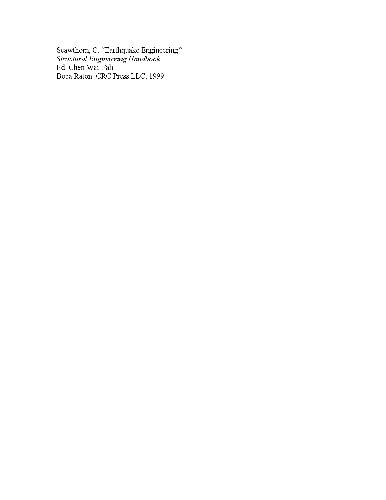 Scawthorn, C. "Earthquake Engineering"
Structural Engineering Handbook
Ed. Chen Wai-Fah
Boca Raton: CRC Press LLC, 1999